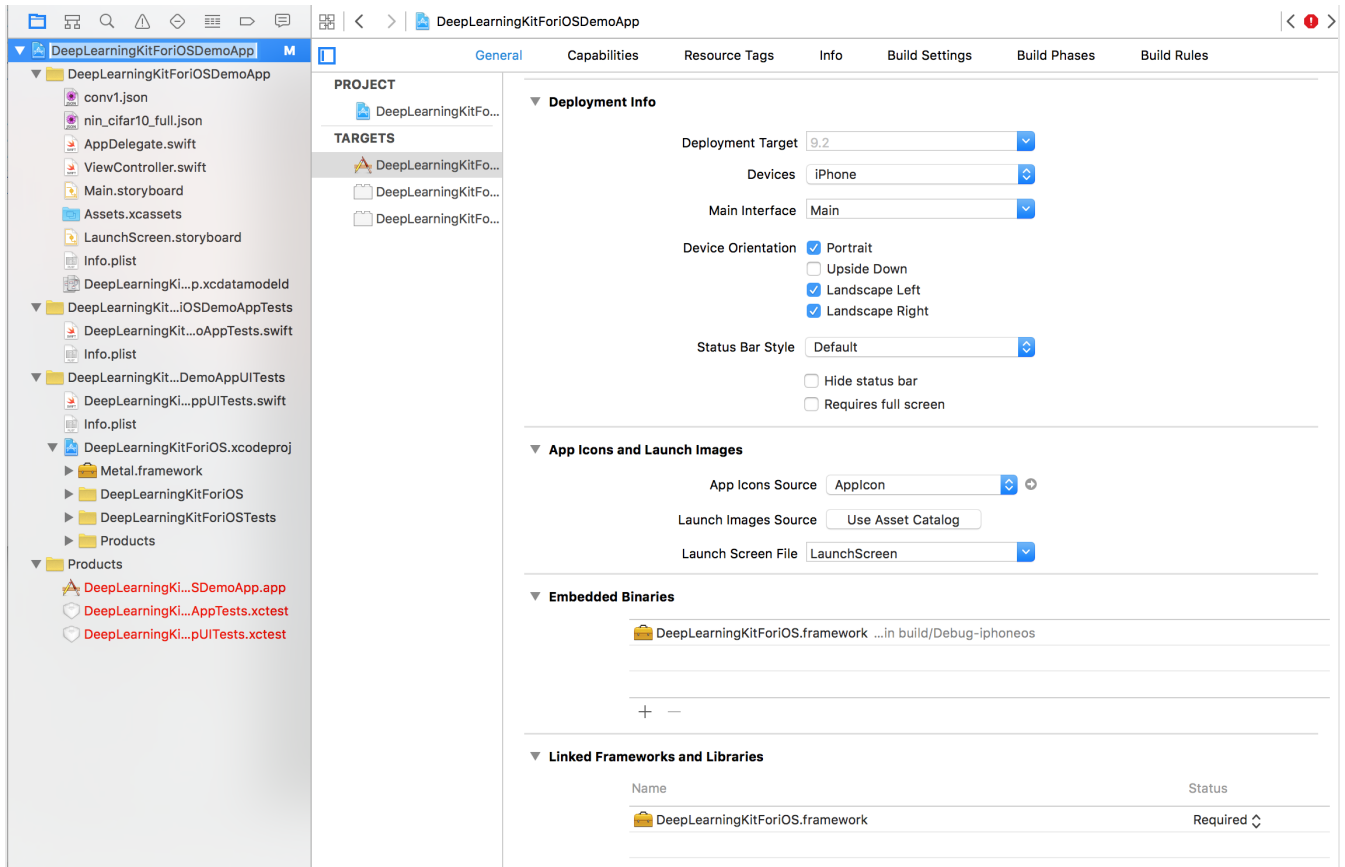 DeepLearningKitForiOSDemoApp
DeepLearningKitForiOSDemoApp M
DeepLearningKitForiOSDemoApp
conv1.json
nin_cifar10_full.json
AppDelegate.swift
ViewController.swift
Main.storyboard
Assets.xcassets
LaunchScreen.storyboard
Info.plist
DeepLearningKi...p.xcdatamodeld
DeepLearningKit...iOSDemoAppTests
DeepLearningKit...oAppTests.swift
Info.plist
DeepLearningKit...DemoAppUITests
DeepLearningKi...ppUITests.swift
Info.plist
DeepLearningKitForiOS.xcodeproj
Metal.framework
DeepLearningKitForiOS
DeepLearningKitForiOSTests
Products
Products
DeepLearningKi...SDemoApp.app
DeepLearningKi...AppTests.xctest
DeepLearningKi...pUITests.xctest
General Capabilities Resource Tags Info Build Settings Build Phases Build Rules
PROJECT
DeepLearningKitFo...
TARGETS
DeepLearningKitFo...
DeepLearningKitFo...
DeepLearningKitFo...
Deployment Info
Deployment Target 9.2
Devices iPhone
Main Interface Main
Device Orientation Portrait
Upside Down
Landscape Left
Landscape Right
Status Bar Style Default
Hide status bar
Requires full screen
App Icons and Launch Images
App Icons Source AppIcon
Launch Images Source Use Asset Catalog
Launch Screen File LaunchScreen
Embedded Binaries
DeepLearningKitForiOS.framework ...in build/Debug-iphoneos
Linked Frameworks and Libraries
Name Status
DeepLearningKitForiOS.framework Required